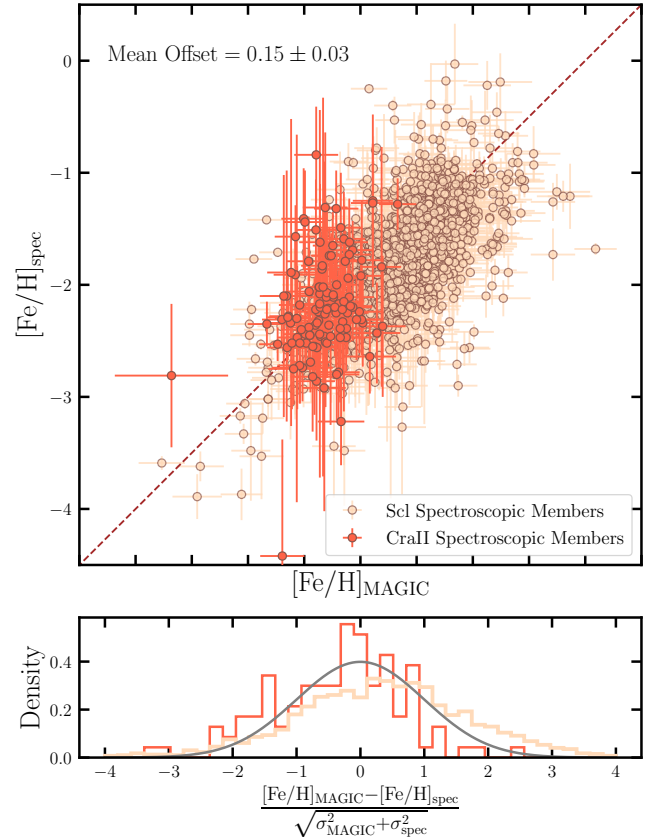 Mean Offset = 0.15 ± 0.03
0
−1
−2
−3
−4
[Fe/H]spec
Scl Spectroscopic Members
CraII Spectroscopic Members
[Fe/H]MAGIC
Density
0.4
0.2
0.0
−4 −3 −2 −1 0 1 2 3 4
[Fe/H]MAGIC−[Fe/H]spec
√σ²MAGIC+σ²spec